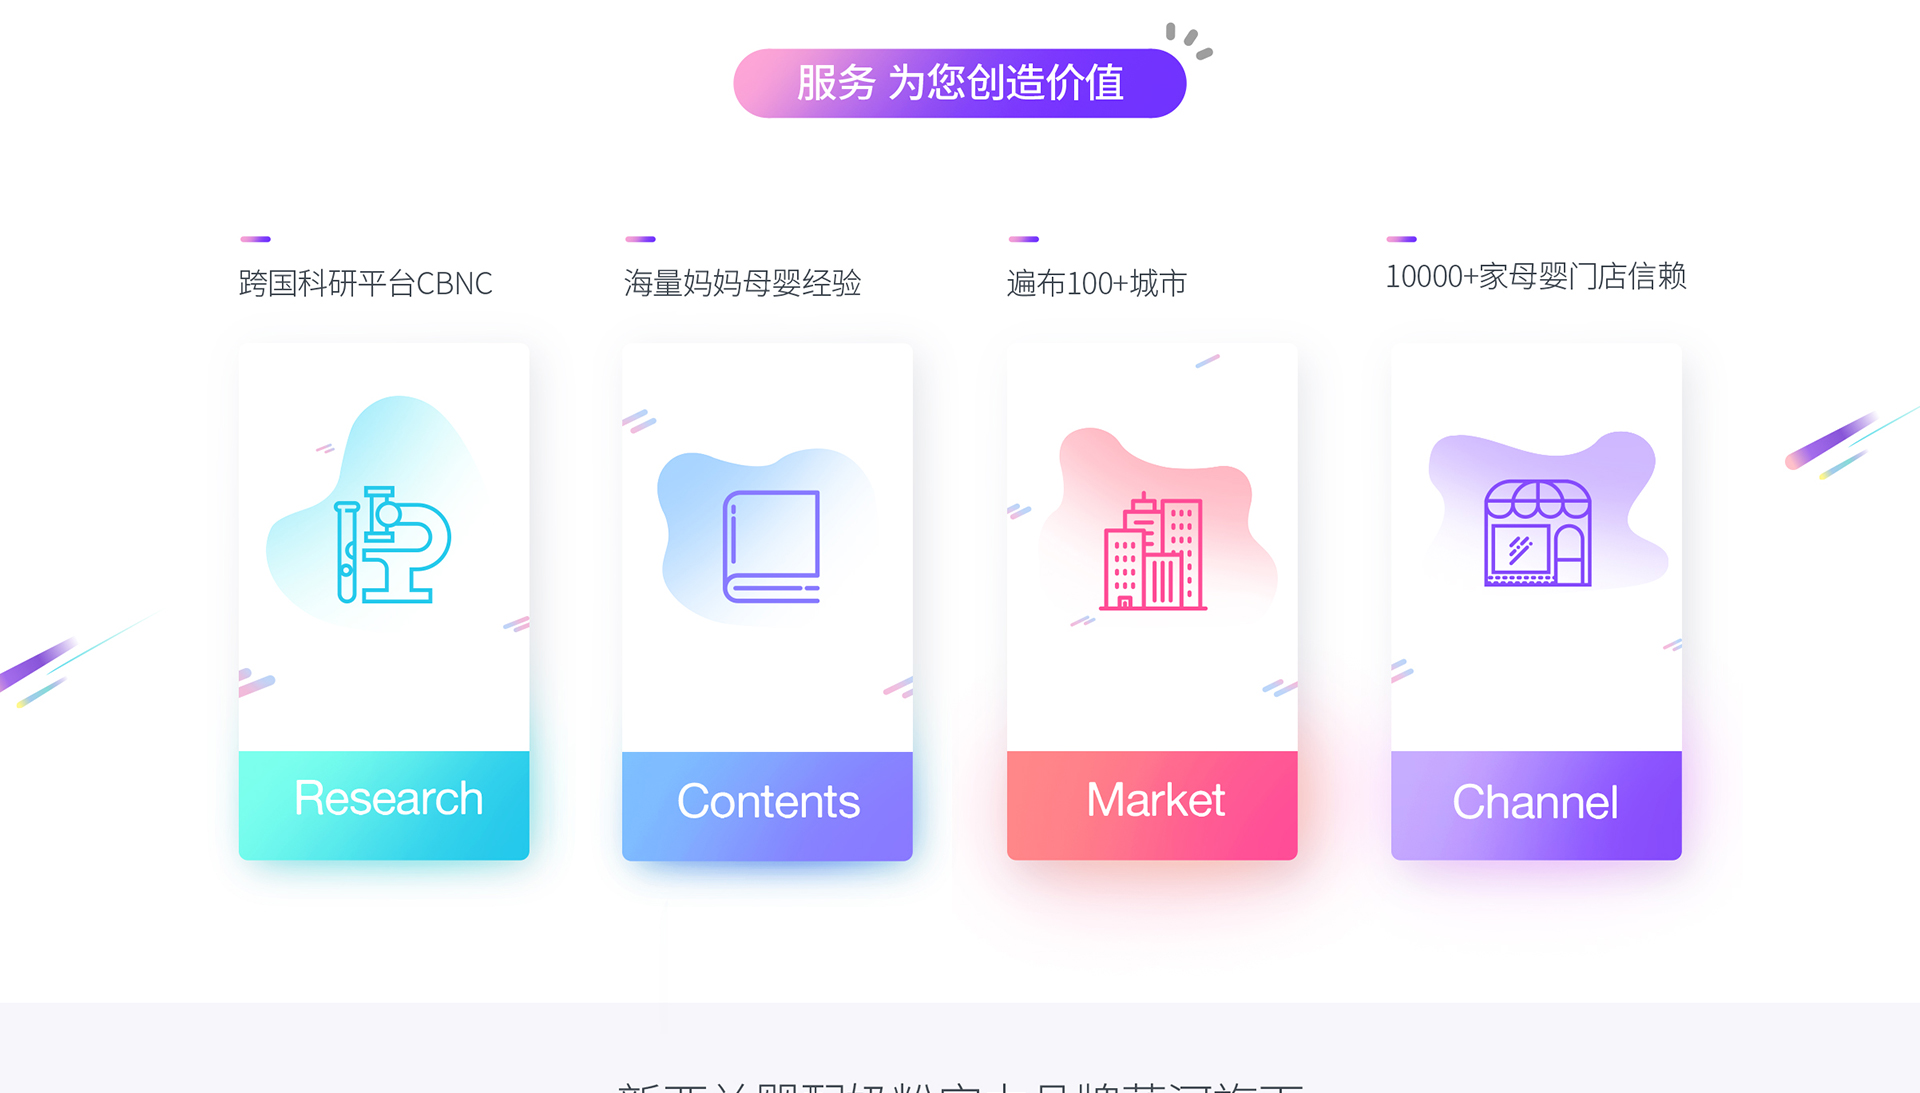 服务 为您创造价值
跨国科研平台CBNC
海量妈妈母婴经验
遍布100+城市
10000+家母婴门店信赖
Research
Contents
Market
Channel